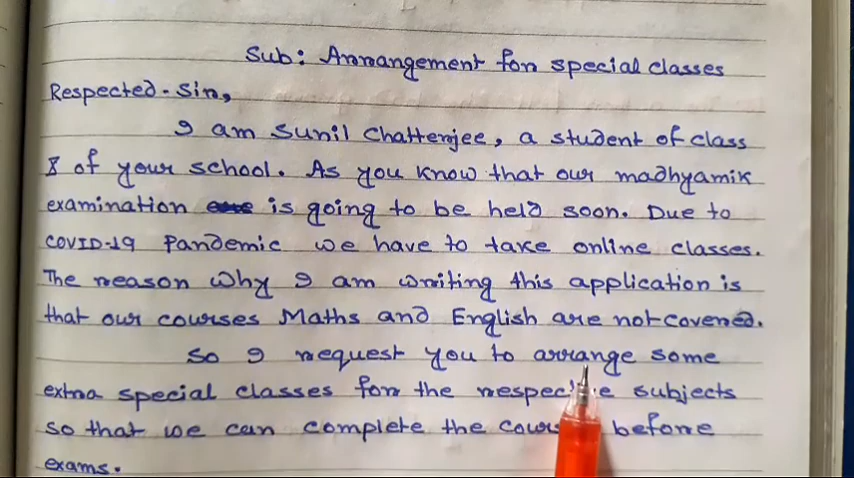 Sub: Arrangement for special classes
Respected - Sir,
I am Sunil Chatterjee, a student of class
X of your school. As you know that our madhyamik
examination is going to be held soon. Due to
COVID-19 Pandemic we have to take online classes.
The reason why I am writing this application is
that our courses Maths and English are not covered.
So I request you to arrange some
extra special classes for the respective subjects
so that we can complete the course before
exams.